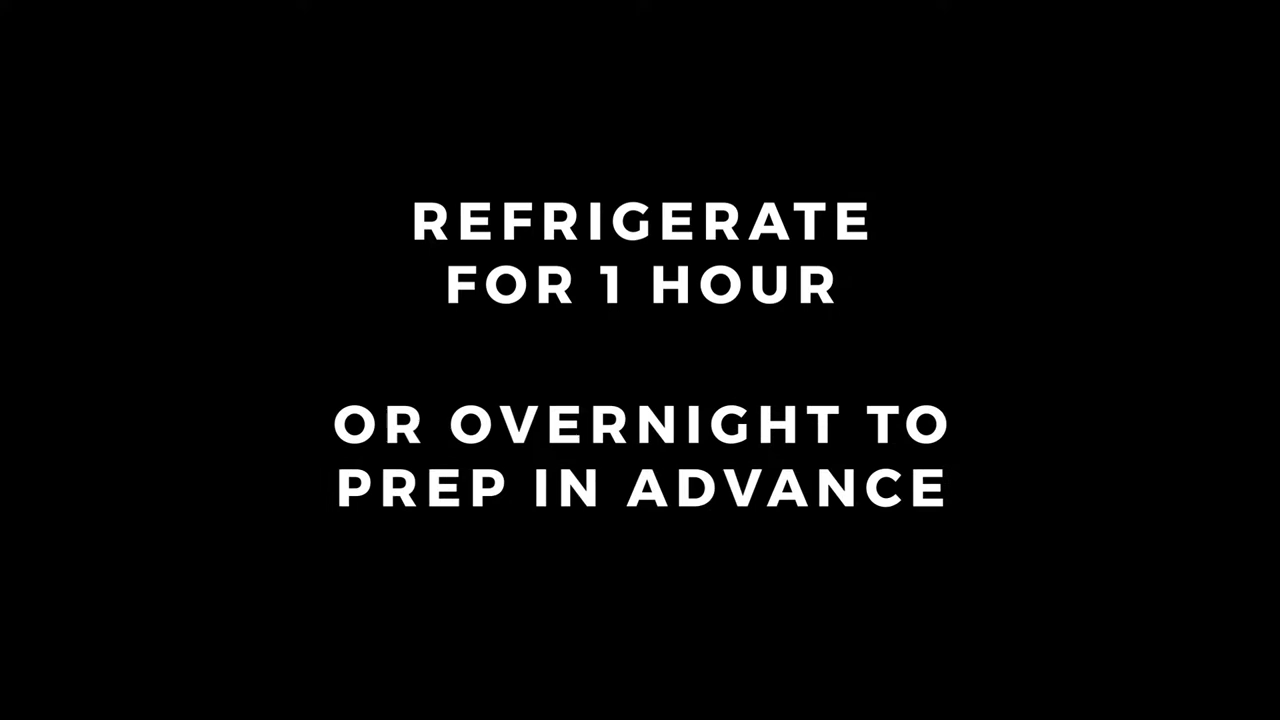 REFRIGERATE
FOR 1 HOUR
OR OVERNIGHT TO
PREP IN ADVANCE